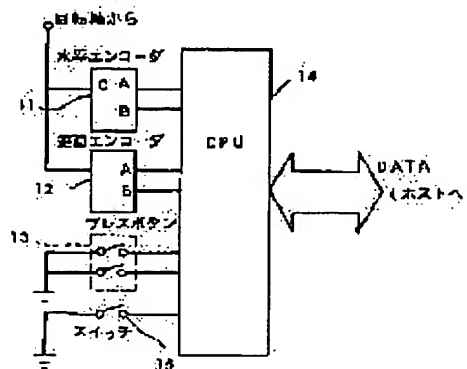 回転軸から
水平エンコーダ
C A
B
11
垂直エンコーダ
A
B
12
プレスボタン
13
スイッチ
15
CPU
14
DATA
ホストへ